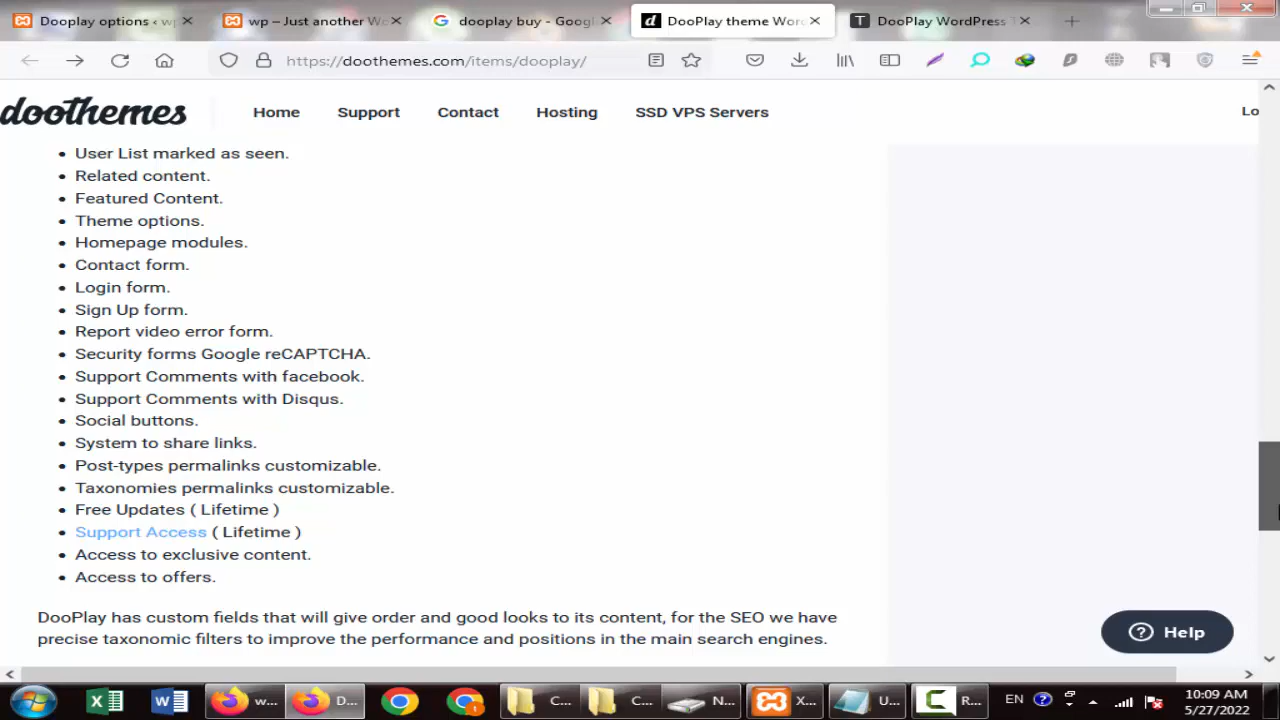 Dooplay options ‹ wp
wp – Just another Wo
dooplay buy - Googl
DooPlay theme Wor
DooPlay WordPress T
https://doothemes.com/items/dooplay/
doothemes
Home
Support
Contact
Hosting
SSD VPS Servers
Lo
User List marked as seen.
Related content.
Featured Content.
Theme options.
Homepage modules.
Contact form.
Login form.
Sign Up form.
Report video error form.
Security forms Google reCAPTCHA.
Support Comments with facebook.
Support Comments with Disqus.
Social buttons.
System to share links.
Post-types permalinks customizable.
Taxonomies permalinks customizable.
Free Updates ( Lifetime )
Support Access ( Lifetime )
Access to exclusive content.
Access to offers.
DooPlay has custom fields that will give order and good looks to its content, for the SEO we have
precise taxonomic filters to improve the performance and positions in the main search engines.
Help
w...
D...
C...
C...
N...
X...
U...
R...
EN
10:09 AM
5/27/2022